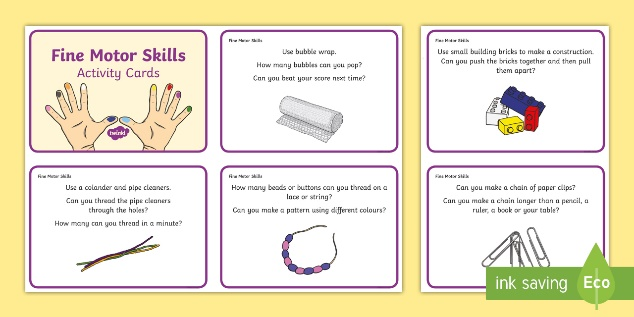 Fine Motor Skills
Activity Cards
twinkl
Fine Motor Skills
Use bubble wrap.
How many bubbles can you pop?
Can you beat your score next time?
Fine Motor Skills
Use small building bricks to make a construction.
Can you push the bricks together and then pull
them apart?
Fine Motor Skills
Use a colander and pipe cleaners.
Can you thread the pipe cleaners
through the holes?
How many can you thread in a minute?
Fine Motor Skills
How many beads or buttons can you thread on a
lace or string?
Can you make a pattern using different colours?
Fine Motor Skills
Can you make a chain of paper clips?
Can you make a chain longer than a pencil, a
ruler, a book or your table?
ink saving
Eco